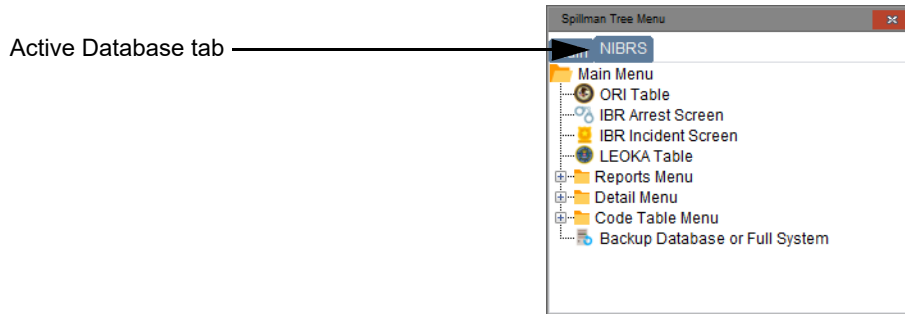 Spillman Tree Menu
Active Database tab
NIBRS
Main Menu
ORI Table
IBR Arrest Screen
IBR Incident Screen
LEOKA Table
Reports Menu
Detail Menu
Code Table Menu
Backup Database or Full System